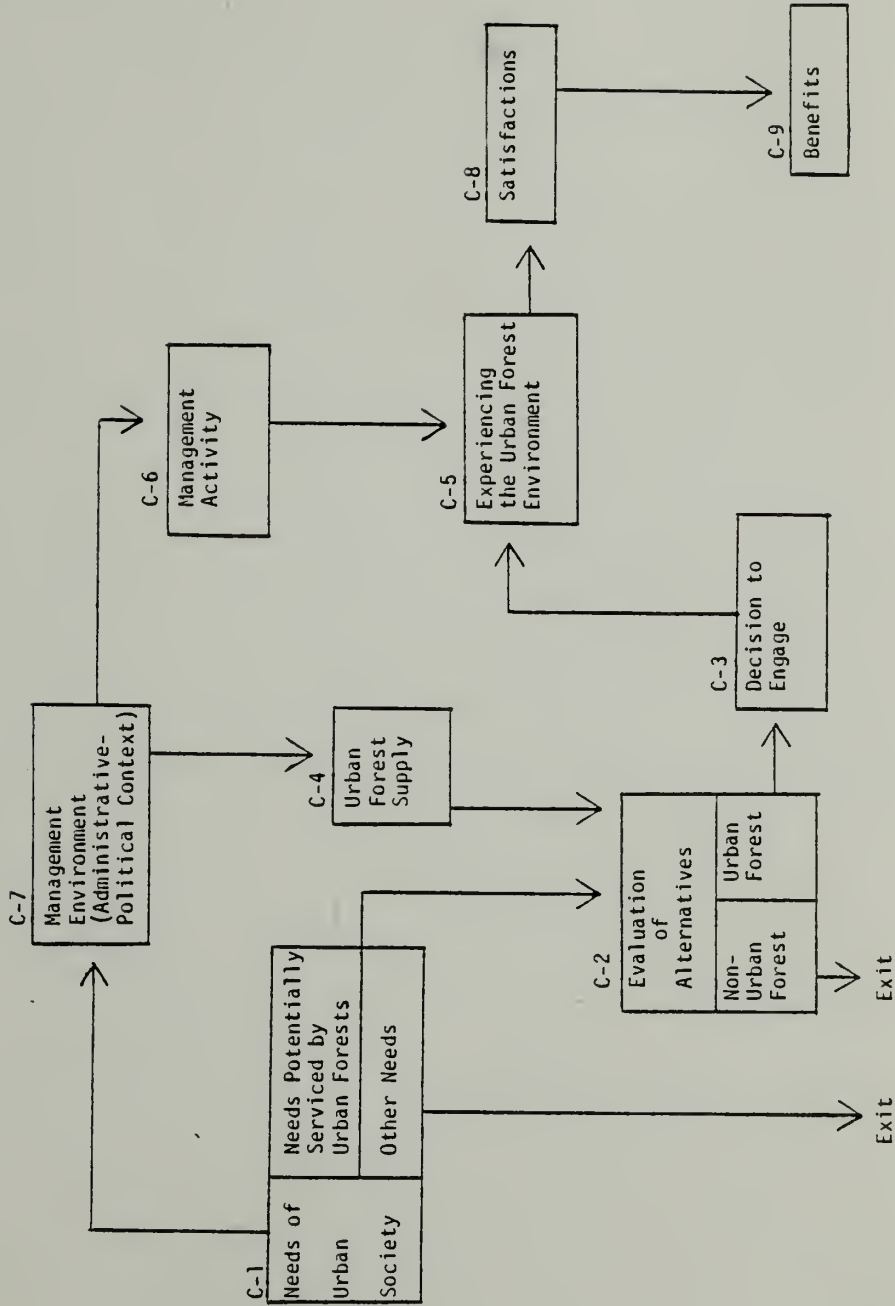 C-7
Management
Environment
(Administrative-
Political Context)
C-6
Management
Activity
C-1
Needs of
Urban
Society
Needs Potentially
Serviced by
Urban Forests
Other Needs
C-4
Urban
Forest
Supply
C-5
Experiencing
the Urban Forest
Environment
C-8
Satisfactions
C-2
Evaluation
of
Alternatives
Non-
Urban
Forest
Urban
Forest
C-3
Decision to
Engage
C-9
Benefits
Exit
Exit